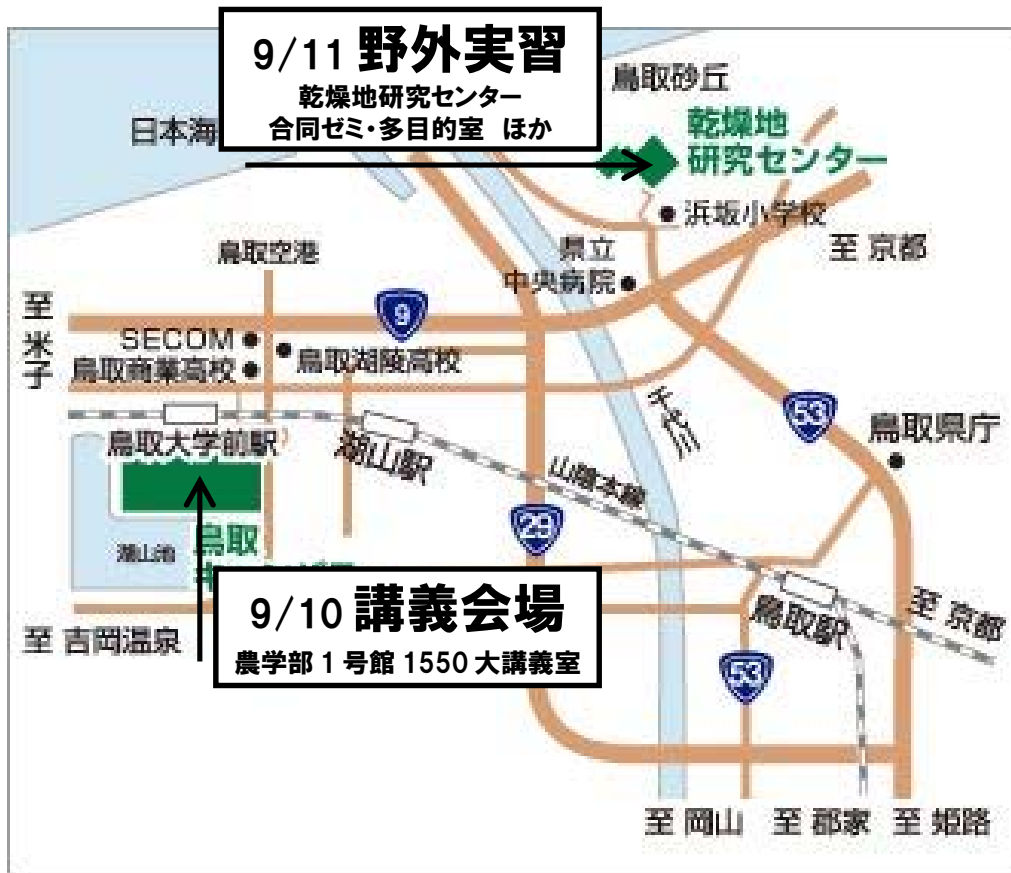 9/11 野外実習
乾燥地研究センター
合同ゼミ・多目的室 ほか
鳥取砂丘
日本海
乾燥地
研究センター
浜坂小学校
鳥取空港
県立
中央病院
至 京都
至 米子
9
SECOM
鳥取商業高校
鳥取湖陵高校
千代川
53
鳥取県庁
鳥取大学前駅
湖山駅
山陰本線
29
湖山池
鳥取
9/10 講義会場
農学部 1 号館 1550 大講義室
至 吉岡温泉
鳥取駅
至 京都
53
至 岡山
至 郡家
至 姫路